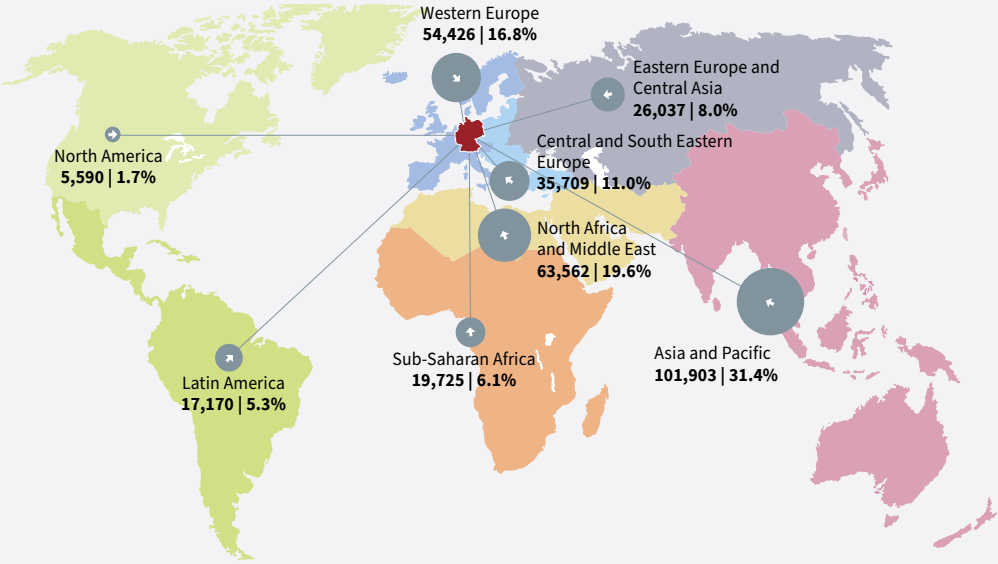 Western Europe
54,426 | 16.8%
Eastern Europe and
Central Asia
26,037 | 8.0%
Central and South Eastern
Europe
35,709 | 11.0%
North America
5,590 | 1.7%
North Africa
and Middle East
63,562 | 19.6%
Sub-Saharan Africa
19,725 | 6.1%
Asia and Pacific
101,903 | 31.4%
Latin America
17,170 | 5.3%